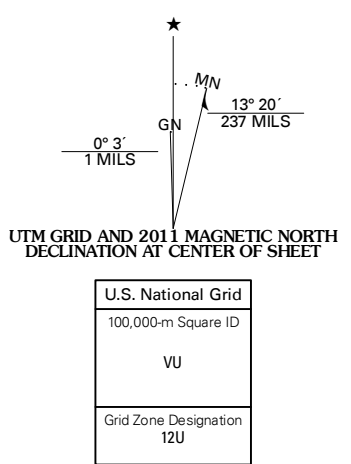 ★
MN
GN
13° 20´
237 MILS
0° 3´
1 MILS
UTM GRID AND 2011 MAGNETIC NORTH
DECLINATION AT CENTER OF SHEET
U.S. National Grid
100,000-m Square ID
VU
Grid Zone Designation
12U